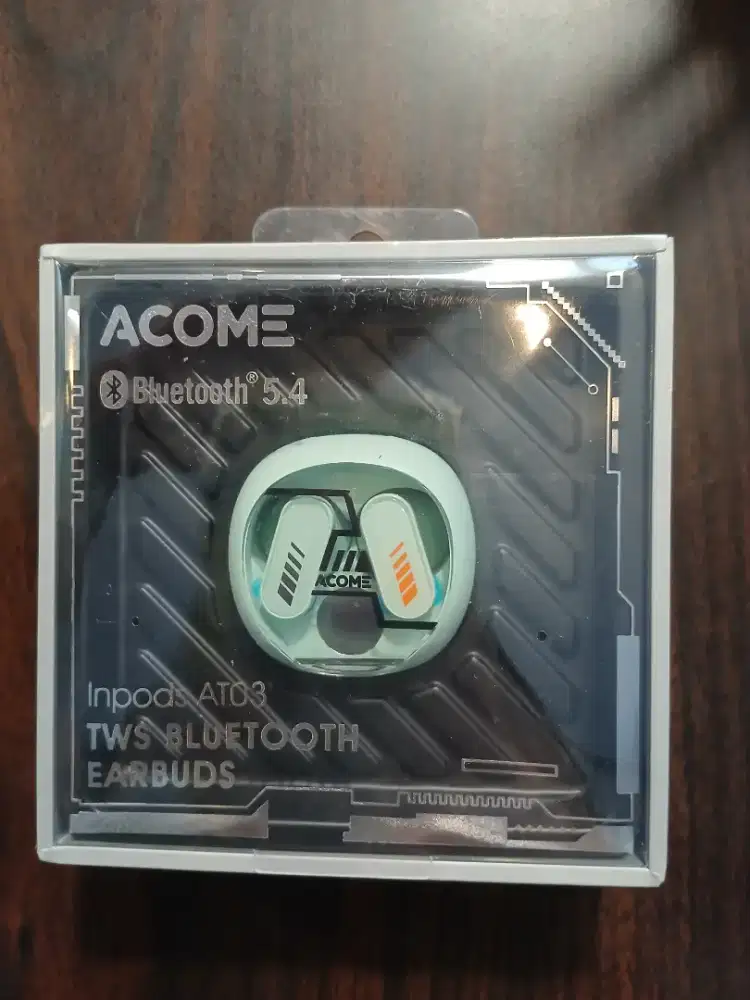 ACOME
Bluetooth® 5.4
ACOME
Inpods AT03
TWS BLUETOOTH
EARBUDS